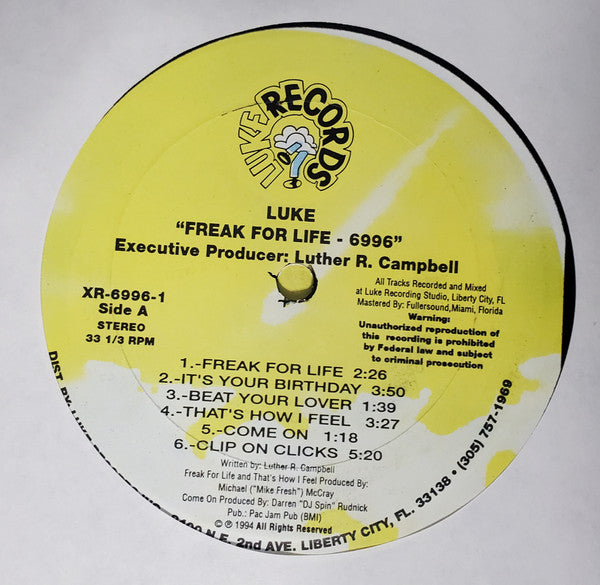 LUKE RECORDS
LUKE
"FREAK FOR LIFE - 6996"
Executive Producer: Luther R. Campbell
XR-6996-1
Side A
STEREO
33 1/3 RPM
All Tracks Recorded and Mixed
at Luke Recording Studio, Liberty City, FL
Mastered By: Fullersound,Miami, Florida
Warning:
Unauthorized reproduction of
this recording is prohibited
by Federal law and subject
to criminal prosecution
1.-FREAK FOR LIFE 2:26
2.-IT'S YOUR BIRTHDAY 3:50
3.-BEAT YOUR LOVER 1:39
4.-THAT'S HOW I FEEL 3:27
5.-COME ON 1:18
6.-CLIP ON CLICKS 5:20
Written by: Luther R. Campbell
Freak For Life and That's How I Feel Produced By:
Michael ("Mike Fresh") McCray
Come On Produced By: Darren "DJ Spin" Rudnick
Pub.: Pac Jam Pub (BMI)
© ℗ 1994 All Rights Reserved
DIST. BY: N.E. 2nd AVE. LIBERTY CITY, FL. 33138 • (305) 757-1969